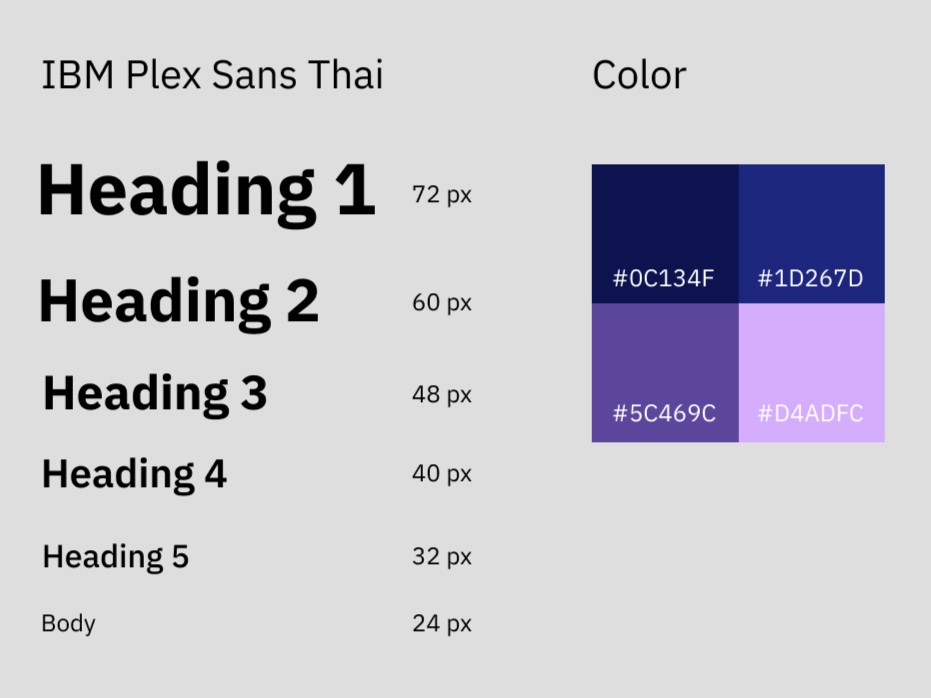 IBM Plex Sans Thai
Heading 1 72 px
Heading 2 60 px
Heading 3 48 px
Heading 4 40 px
Heading 5 32 px
Body 24 px
Color
#0C134F #1D267D
#5C469C #D4ADFC